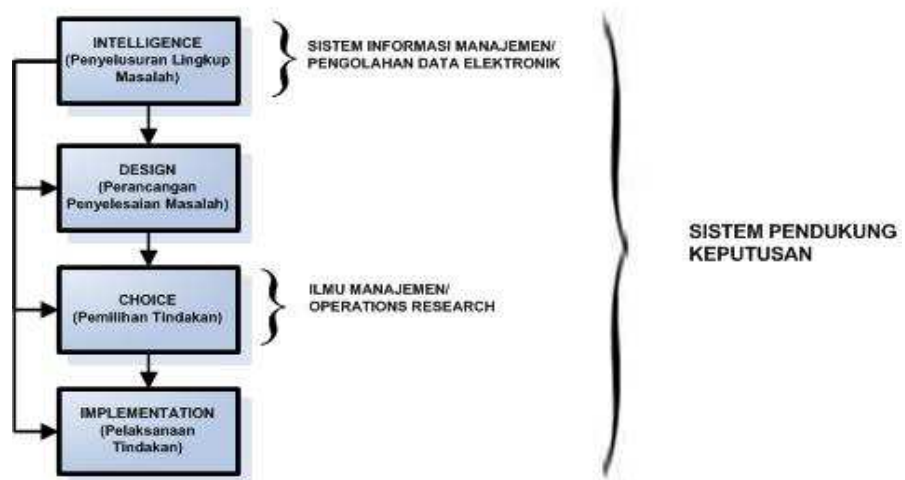 INTELLIGENCE
(Penyelusuran Lingkup
Masalah)
SISTEM INFORMASI MANAJEMEN/
PENGOLAHAN DATA ELEKTRONIK
DESIGN
(Perancangan
Penyelesaian Masalah)
SISTEM PENDUKUNG
KEPUTUSAN
CHOICE
(Pemilihan Tindakan)
ILMU MANAJEMEN/
OPERATIONS RESEARCH
IMPLEMENTATION
(Pelaksanaan
Tindakan)